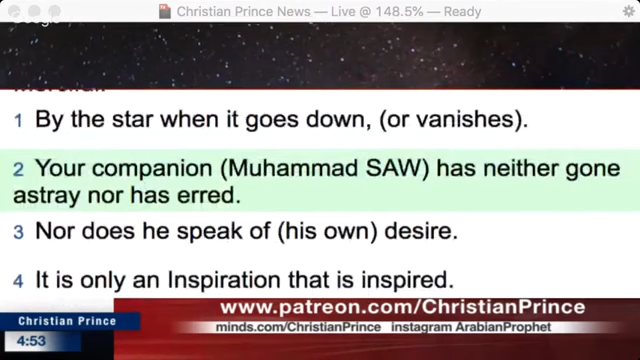 Christian Prince News — Live @ 148.5% — Ready
Google
1 By the star when it goes down, (or vanishes).
2 Your companion (Muhammad SAW) has neither gone
astray nor has erred.
3 Nor does he speak of (his own) desire.
4 It is only an Inspiration that is inspired.
www.patreon.com/ChristianPrince
Christian Prince
minds.com/ChristianPrince instagram ArabianProphet
4:53